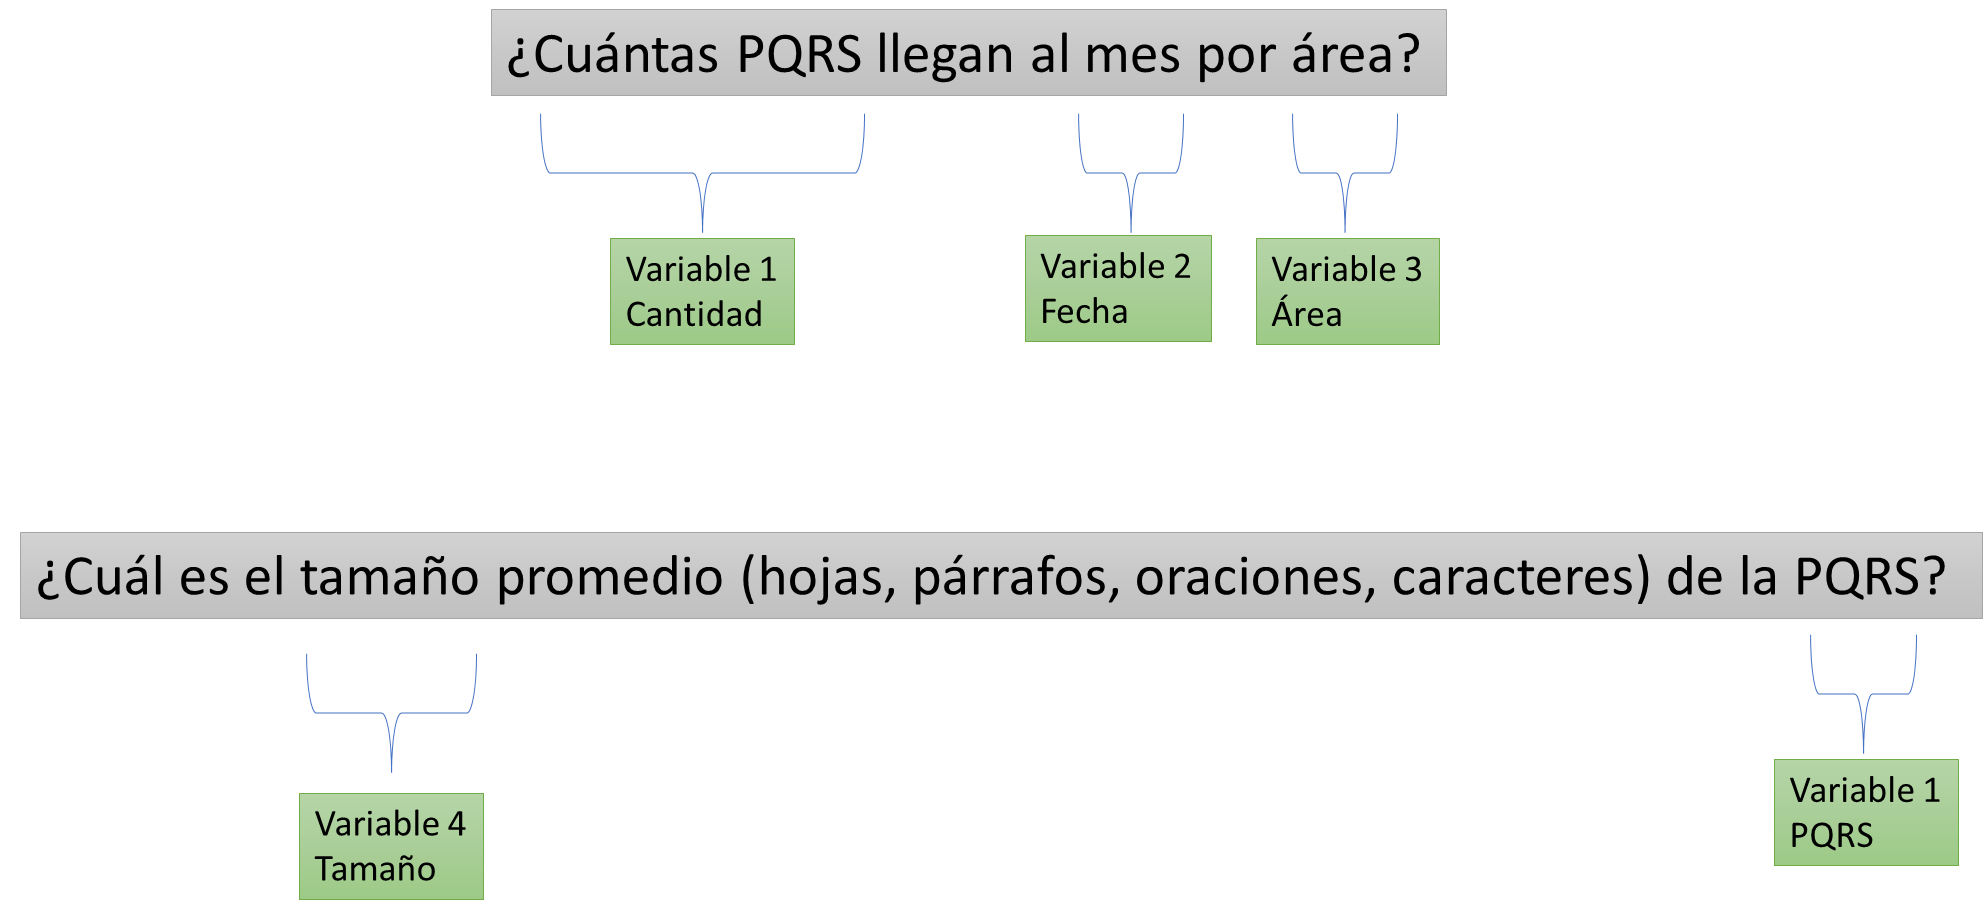 ¿Cuántas PQRS llegan al mes por área?
Variable 1
Cantidad
Variable 2
Fecha
Variable 3
Área
¿Cuál es el tamaño promedio (hojas, párrafos, oraciones, caracteres) de la PQRS?
Variable 4
Tamaño
Variable 1
PQRS